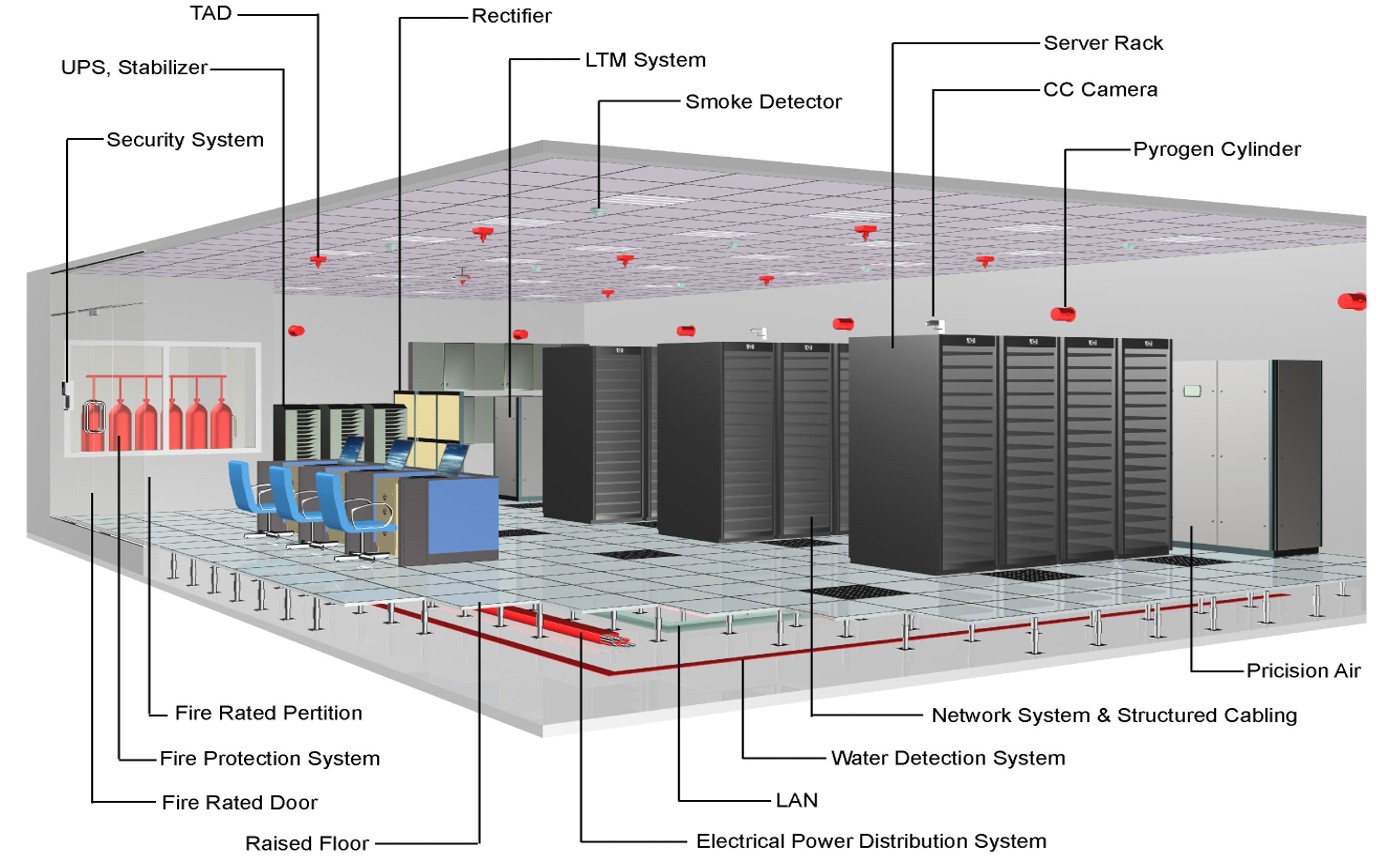 TAD
Rectifier
Server Rack
UPS, Stabilizer
LTM System
CC Camera
Smoke Detector
Security System
Pyrogen Cylinder
Pricision Air
Fire Rated Pertition
Network System & Structured Cabling
Fire Protection System
Water Detection System
Fire Rated Door
LAN
Raised Floor
Electrical Power Distribution System